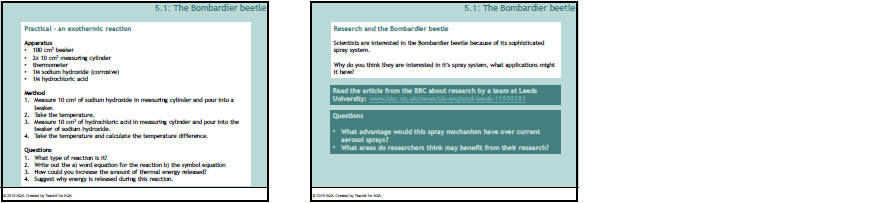 5.1: The Bombardier beetle
Practical - an exothermic reaction
Apparatus
• 100 cm³ beaker
• 2x 10 cm³ measuring cylinder
• thermometer
• 1M sodium hydroxide (corrosive)
• 1M hydrochloric acid
Method
1. Measure 10 cm³ of sodium hydroxide in measuring cylinder and pour into a
beaker.
2. Take the temperature.
3. Measure 10 cm³ of hydrochloric acid in measuring cylinder and pour into the
beaker of sodium hydroxide.
4. Take the temperature and calculate the temperature difference.
Questions
1. What type of reaction is it?
2. Write out the a) word equation for the reaction b) the symbol equation
3. How could you increase the amount of thermal energy released?
4. Suggest why energy is released during this reaction.
© 2015 AQA. Created by Teachit for AQA.
5.1: The Bombardier beetle
Research and the Bombardier beetle
Scientists are interested in the Bombardier beetle because of its sophisticated
spray system.
Why do you think they are interested in it's spray system, what applications might
it have?
Read the article from the BBC about research by a team at Leeds
University: www.bbc.co.uk/news/uk-england-leeds-11959381
Questions
• What advantage would this spray mechanism have over current
aerosol sprays?
• What areas do researchers think may benefit from their research?
© 2015 AQA. Created by Teachit for AQA.